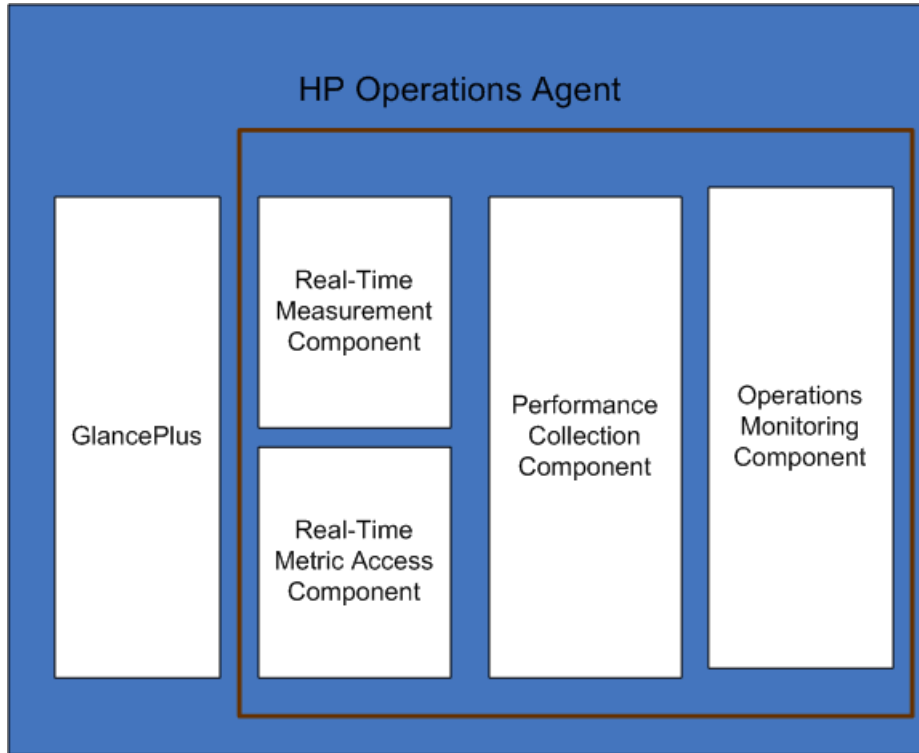 HP Operations Agent
GlancePlus
Real-Time
Measurement
Component
Real-Time
Metric Access
Component
Performance
Collection
Component
Operations
Monitoring
Component